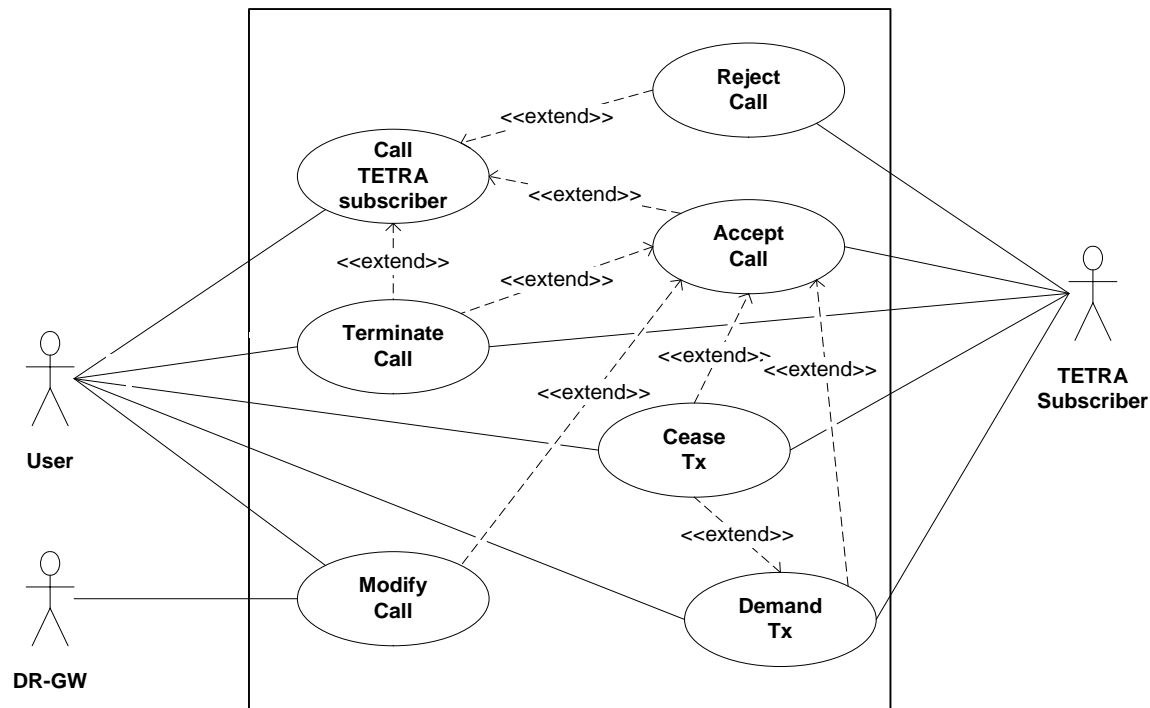 Reject
Call
<<extend>>
Call
TETRA
subscriber
<<extend>>
Accept
Call
<<extend>>
<<extend>>
Terminate
Call
<<extend>>
<<extend>>
<<extend>>
TETRA
Subscriber
User
Cease
Tx
<<extend>>
Modify
Call
Demand
Tx
DR-GW